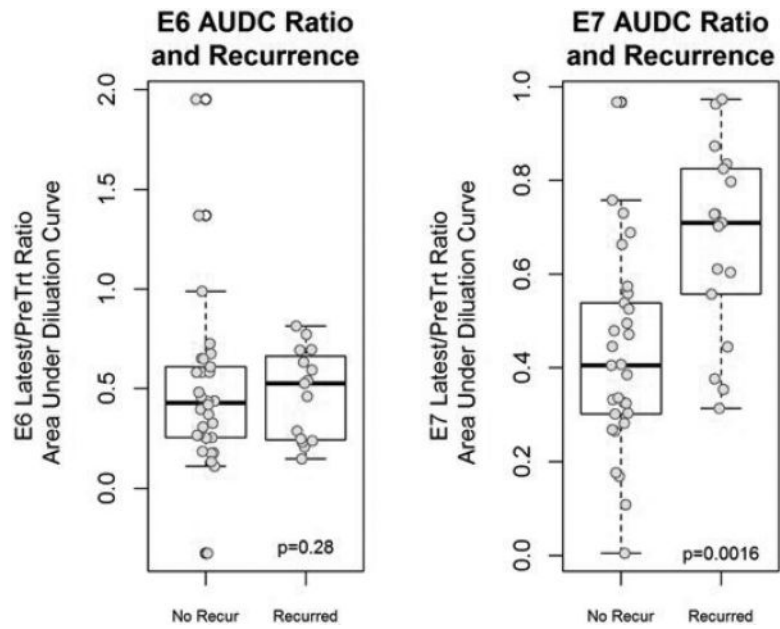 E6 AUDC Ratio
and Recurrence
E6 Latest/PreTrt Ratio
Area Under Diluation Curve
2.0
1.5
1.0
0.5
0.0
p=0.28
No Recur
Recurred
E7 AUDC Ratio
and Recurrence
E7 Latest/PreTrt Ratio
Area Under Diluation Curve
1.0
0.8
0.6
0.4
0.2
0.0
p=0.0016
No Recur
Recurred